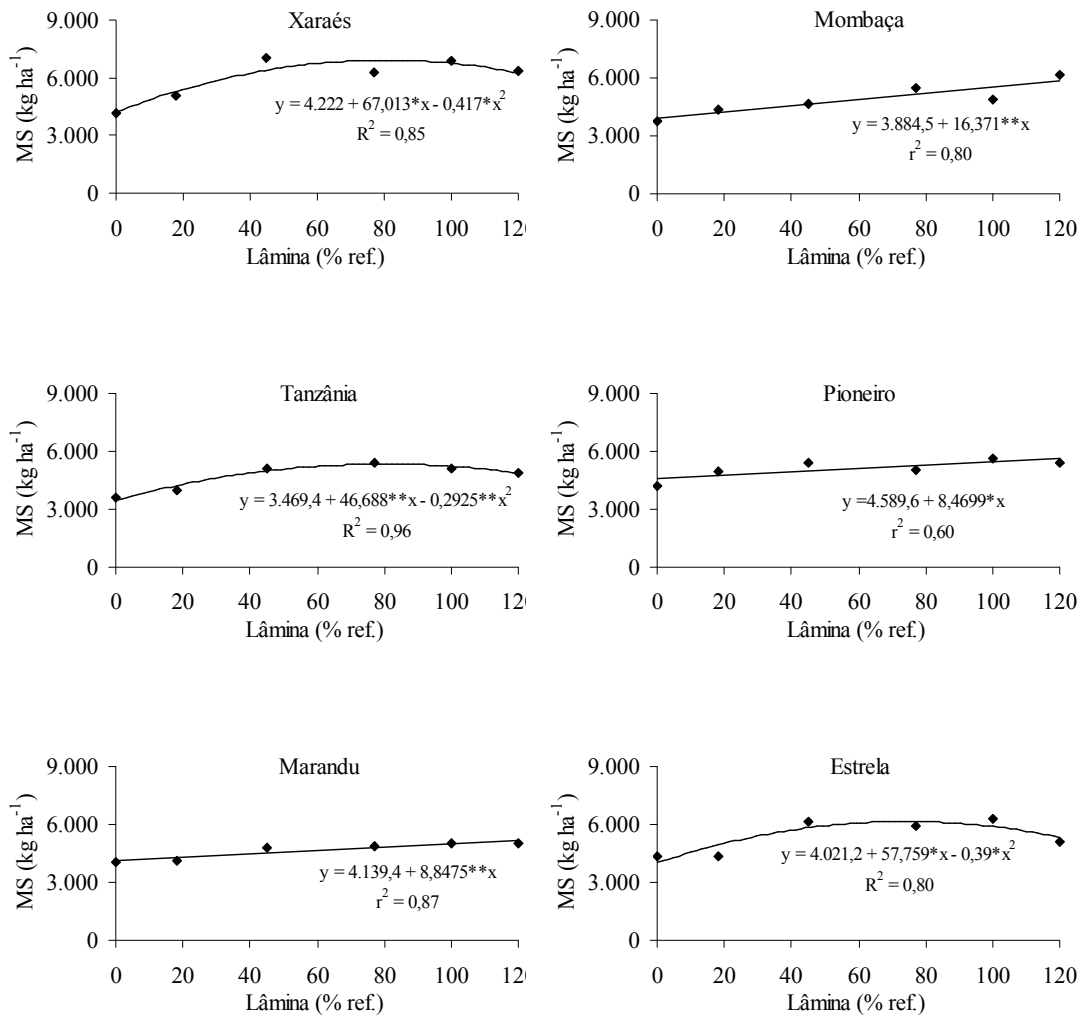 Xaraés
9.000
6.000
3.000
0
MS (kg ha⁻¹)
y = 4.222 + 67,013*x - 0,417*x²
R² = 0,85
0 20 40 60 80 100 120
Lâmina (% ref.)
Mombaça
9.000
6.000
3.000
0
MS (kg ha⁻¹)
y = 3.884,5 + 16,371**x
r² = 0,80
0 20 40 60 80 100 120
Lâmina (% ref.)
Tanzânia
9.000
6.000
3.000
0
MS (kg ha⁻¹)
y = 3.469,4 + 46,688**x - 0,2925**x²
R² = 0,96
0 20 40 60 80 100 120
Lâmina (% ref.)
Pioneiro
9.000
6.000
3.000
0
MS (kg ha⁻¹)
y =4.589,6 + 8,4699*x
r² = 0,60
0 20 40 60 80 100 120
Lâmina (% ref.)
Marandu
9.000
6.000
3.000
0
MS (kg ha⁻¹)
y = 4.139,4 + 8,8475**x
r² = 0,87
0 20 40 60 80 100 120
Lâmina (% ref.)
Estrela
9.000
6.000
3.000
0
MS (kg ha⁻¹)
y = 4.021,2 + 57,759*x - 0,39*x²
R² = 0,80
0 20 40 60 80 100 120
Lâmina (% ref.)